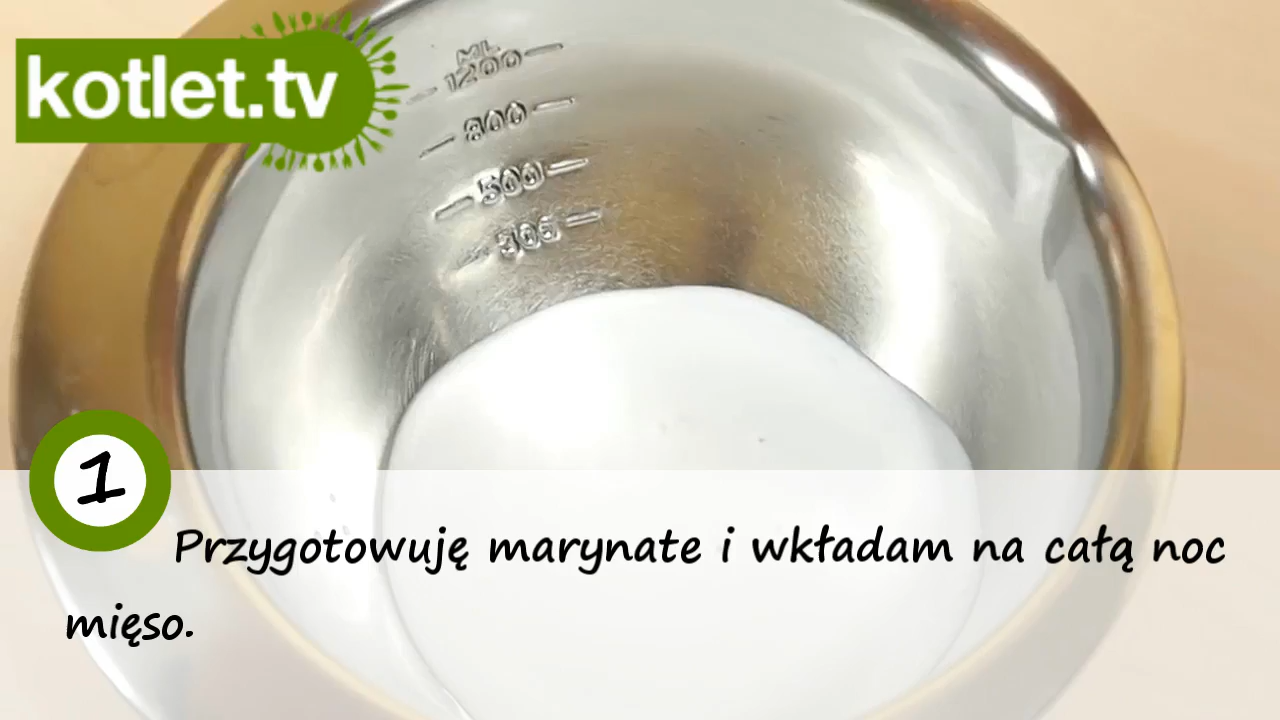 kotlet.tv
ML
1200
800
500
300
1
Przygotowuję marynate i wkładam na całą noc
mięso.